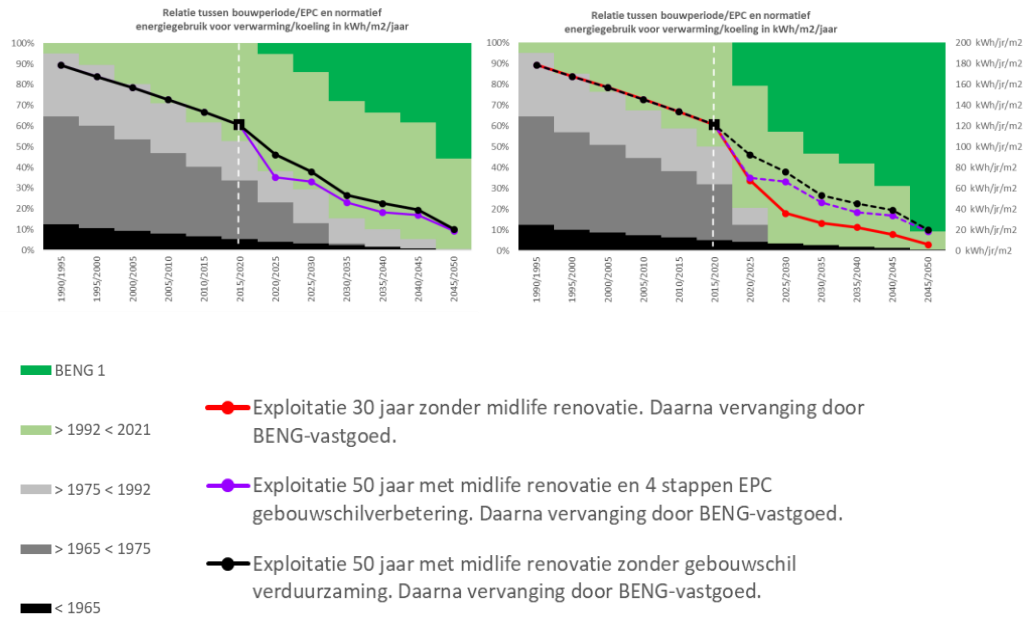 Relatie tussen bouwperiode/EPC en normatief
energiegebruik voor verwarming/koeling in kWh/m2/jaar
100%
90%
80%
70%
60%
50%
40%
30%
20%
10%
0%
1990/1995
1995/2000
2000/2005
2005/2010
2010/2015
2015/2020
2020/2025
2025/2030
2030/2035
2035/2040
2040/2045
2045/2050
Relatie tussen bouwperiode/EPC en normatief
energiegebruik voor verwarming/koeling in kWh/m2/jaar
100%
90%
80%
70%
60%
50%
40%
30%
20%
10%
0%
200 kWh/jr/m2
180 kWh/jr/m2
160 kWh/jr/m2
140 kWh/jr/m2
120 kWh/jr/m2
100 kWh/jr/m2
80 kWh/jr/m2
60 kWh/jr/m2
40 kWh/jr/m2
20 kWh/jr/m2
0 kWh/jr/m2
1990/1995
1995/2000
2000/2005
2005/2010
2010/2015
2015/2020
2020/2025
2025/2030
2030/2035
2035/2040
2040/2045
2045/2050
BENG 1
> 1992 < 2021
> 1975 < 1992
> 1965 < 1975
< 1965
Exploitatie 30 jaar zonder midlife renovatie. Daarna vervanging door
BENG-vastgoed.
Exploitatie 50 jaar met midlife renovatie en 4 stappen EPC
gebouwschilverbetering. Daarna vervanging door BENG-vastgoed.
Exploitatie 50 jaar met midlife renovatie zonder gebouwschil
verduurzaming. Daarna vervanging door BENG-vastgoed.